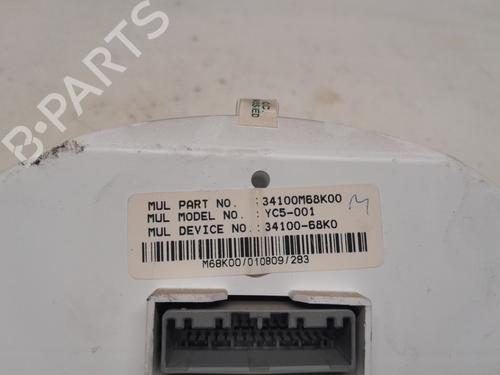 B-PARTS
MUL PART NO. :34100M68K00
MUL MODEL NO. : YC5-001
MUL DEVICE NO.:34100-68K0
M68K00/010809/283